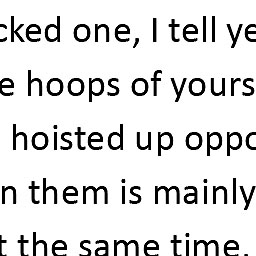 cked one, I tell ye
e hoops of yours
hoisted up oppo
n them is mainly
t the same time.